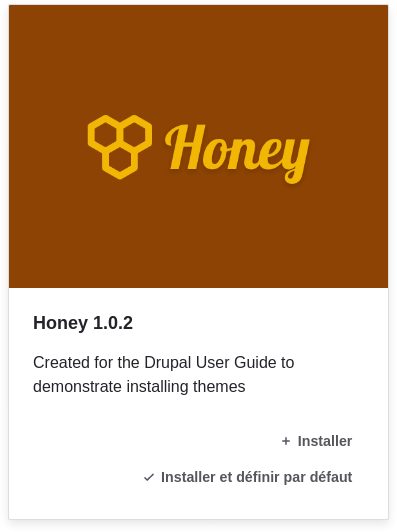 Honey
Honey 1.0.2
Created for the Drupal User Guide to
demonstrate installing themes
+ Installer
✓ Installer et définir par défaut